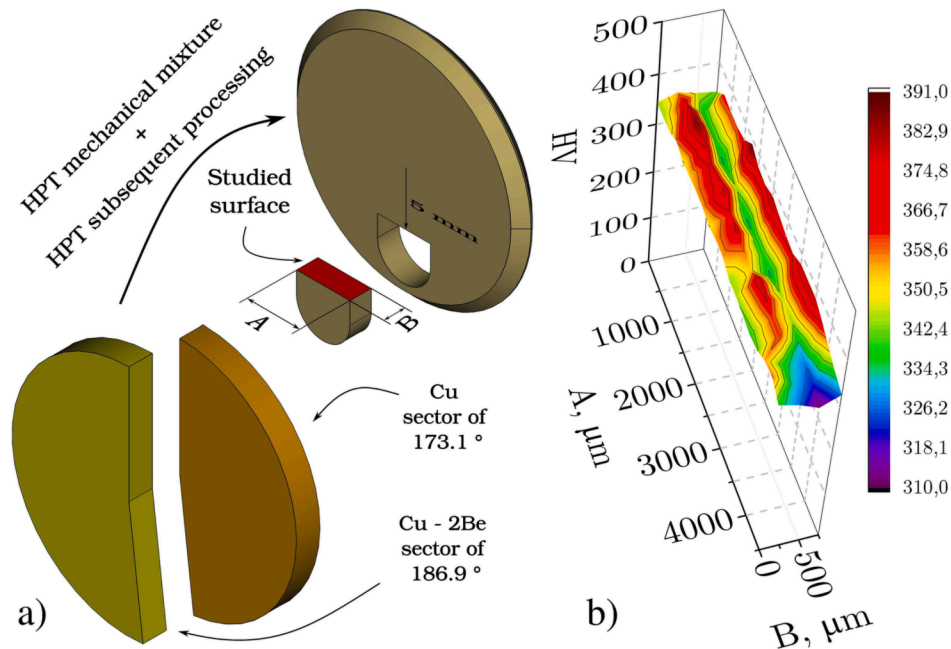 HPT mechanical mixture
+
HPT subsequent processing
Studied
surface
5 mm
A
B
Cu
sector of
173.1 °
Cu - 2Be
sector of
186.9 °
a)
500
400
300
200
100
0
HV
1000
2000
3000
4000
A, μm
0
500
B, μm
391,0
382,9
374,8
366,7
358,6
350,5
342,4
334,3
326,2
318,1
310,0
b)